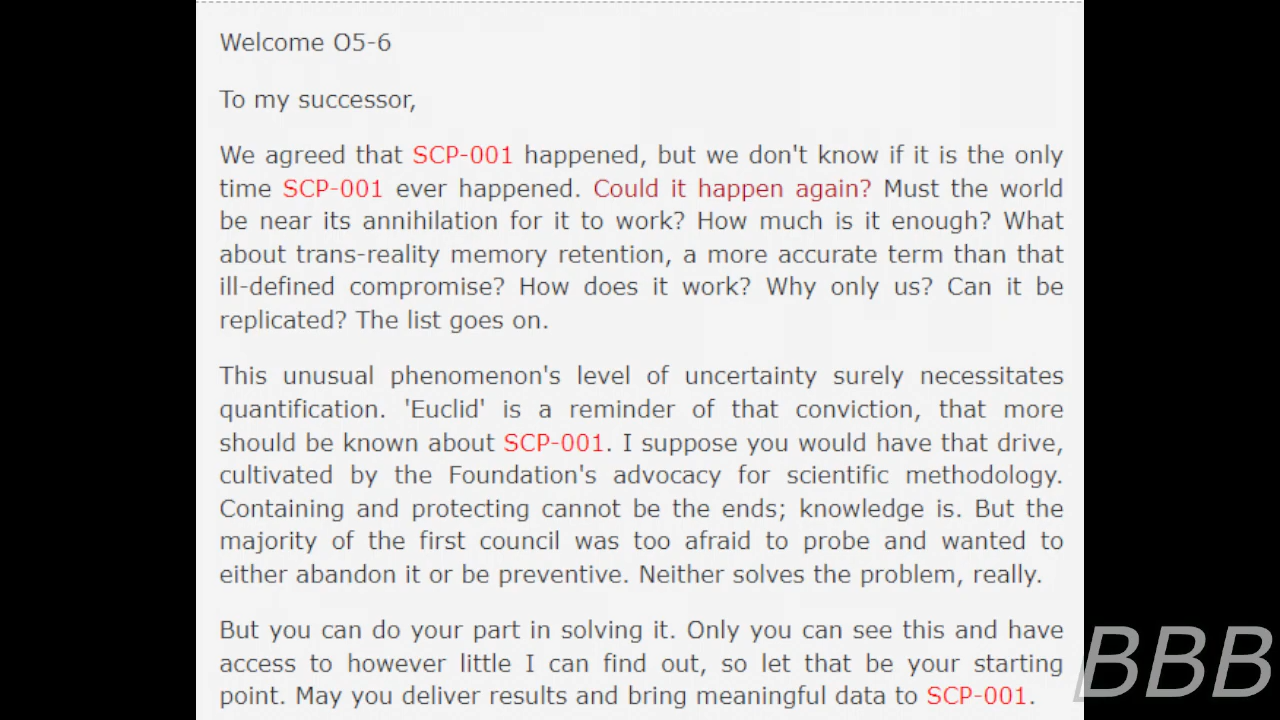 Welcome O5-6
To my successor,
We agreed that SCP-001 happened, but we don't know if it is the only
time SCP-001 ever happened. Could it happen again? Must the world
be near its annihilation for it to work? How much is it enough? What
about trans-reality memory retention, a more accurate term than that
ill-defined compromise? How does it work? Why only us? Can it be
replicated? The list goes on.
This unusual phenomenon's level of uncertainty surely necessitates
quantification. 'Euclid' is a reminder of that conviction, that more
should be known about SCP-001. I suppose you would have that drive,
cultivated by the Foundation's advocacy for scientific methodology.
Containing and protecting cannot be the ends; knowledge is. But the
majority of the first council was too afraid to probe and wanted to
either abandon it or be preventive. Neither solves the problem, really.
But you can do your part in solving it. Only you can see this and have
access to however little I can find out, so let that be your starting
point. May you deliver results and bring meaningful data to SCP-001.
BBB